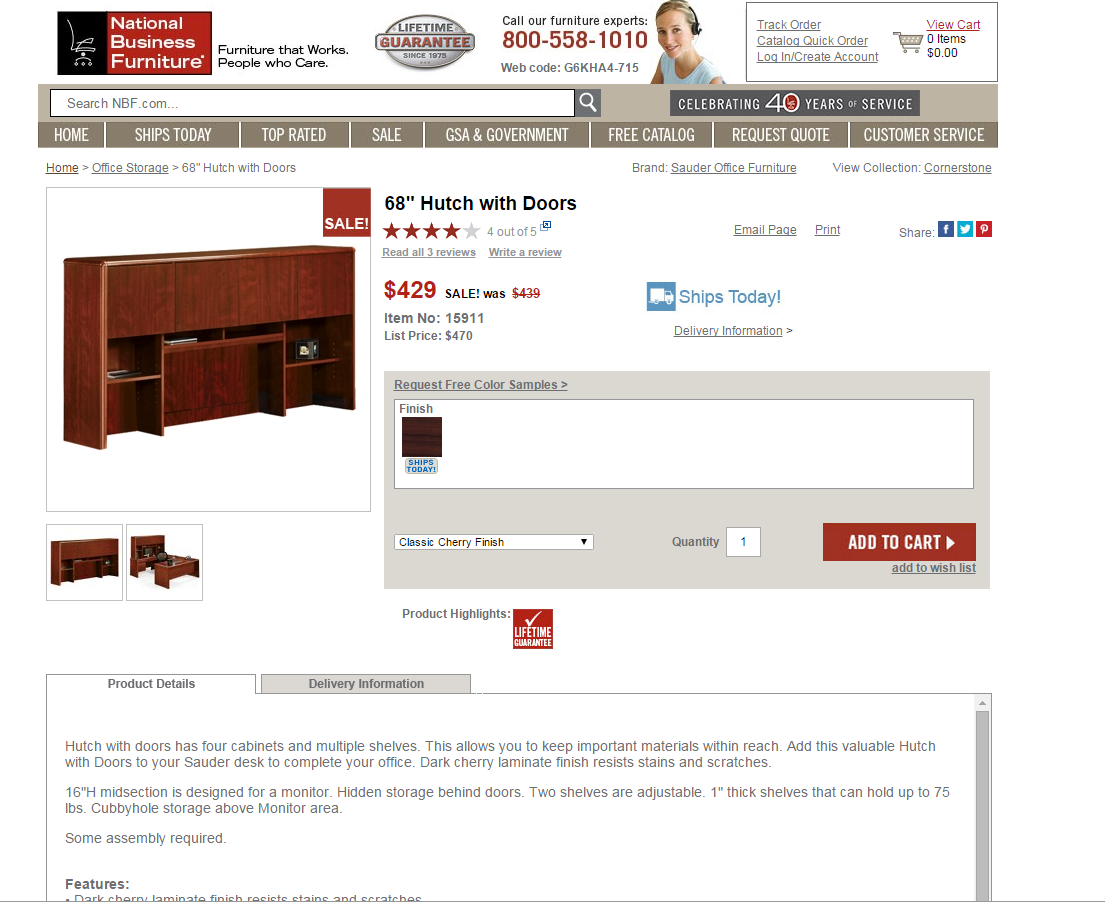 National
Business
Furniture®
Furniture that Works.
People who Care.
LIFETIME
GUARANTEE
SINCE 1975
Call our furniture experts:
800-558-1010
Web code: G6KHA4-715
Track Order
Catalog Quick Order
Log In/Create Account
View Cart
0 Items
$0.00
Search NBF.com...
CELEBRATING 40 YEARS OF SERVICE
HOME
SHIPS TODAY
TOP RATED
SALE
GSA & GOVERNMENT
FREE CATALOG
REQUEST QUOTE
CUSTOMER SERVICE
Home > Office Storage > 68" Hutch with Doors
Brand: Sauder Office Furniture
View Collection: Cornerstone
SALE!
68" Hutch with Doors
4 out of 5
Read all 3 reviews
Write a review
Email Page
Print
Share:
$429 SALE! was $439
Item No: 15911
List Price: $470
Ships Today!
Delivery Information >
Request Free Color Samples >
Finish
SHIPS
TODAY!
Classic Cherry Finish
Quantity 1
ADD TO CART
add to wish list
Product Highlights:
LIFETIME
GUARANTEE
Product Details
Delivery Information
Hutch with doors has four cabinets and multiple shelves. This allows you to keep important materials within reach. Add this valuable Hutch
with Doors to your Sauder desk to complete your office. Dark cherry laminate finish resists stains and scratches.
16"H midsection is designed for a monitor. Hidden storage behind doors. Two shelves are adjustable. 1" thick shelves that can hold up to 75
lbs. Cubbyhole storage above Monitor area.
Some assembly required.
Features:
- Dark cherry laminate finish resists stains and scratches